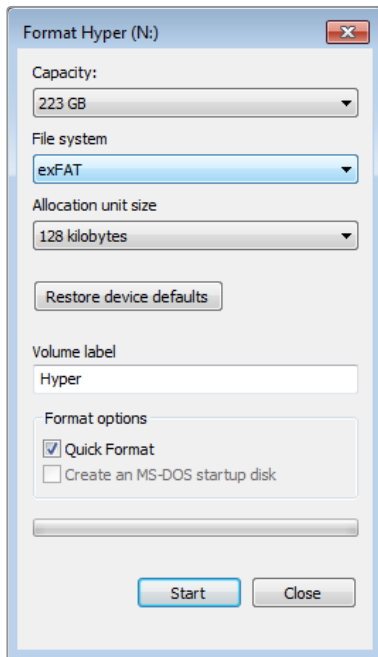 Format Hyper (N:)
Capacity:
223 GB
File system
exFAT
Allocation unit size
128 kilobytes
Restore device defaults
Volume label
Hyper
Format options
Quick Format
Create an MS-DOS startup disk
Start Close